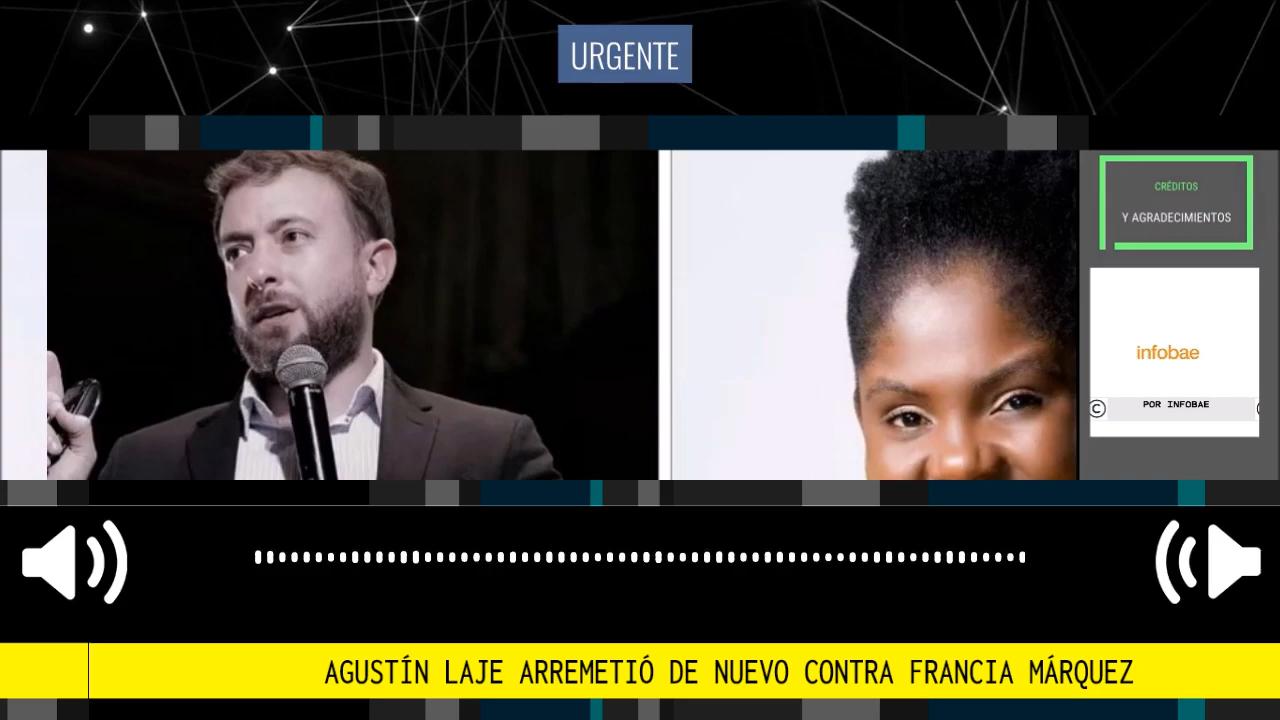 URGENTE
CRÉDITOS
Y AGRADECIMIENTOS
infobae
©
POR INFOBAE
AGUSTÍN LAJE ARREMETIÓ DE NUEVO CONTRA FRANCIA MÁRQUEZ